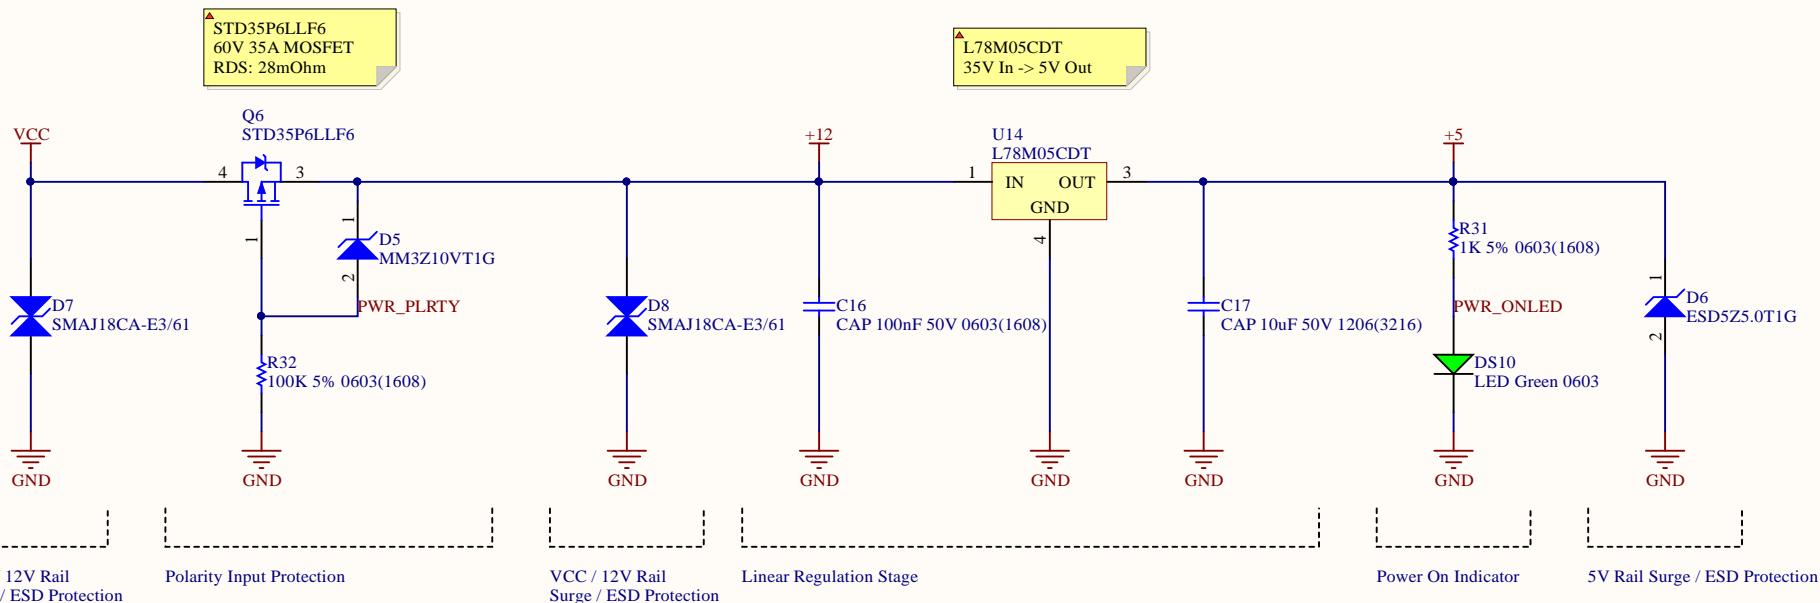 STD35P6LLF6
60V 35A MOSFET
RDS: 28mOhm
L78M05CDT
35V In -> 5V Out
VCC
Q6
STD35P6LLF6
4
3
1
1
D5
MM3Z10VT1G
2
PWR_PLRTY
D7
SMAJ18CA-E3/61
R32
100K 5% 0603(1608)
D8
SMAJ18CA-E3/61
+12
C16
CAP 100nF 50V 0603(1608)
U14
L78M05CDT
1
IN
OUT
GND
3
4
C17
CAP 10uF 50V 1206(3216)
+5
R31
1K 5% 0603(1608)
PWR_ONLED
DS10
LED Green 0603
1
D6
ESD5Z5.0T1G
2
GND
GND
GND
GND
GND
GND
GND
GND
/ 12V Rail
/ ESD Protection
Polarity Input Protection
VCC / 12V Rail
Surge / ESD Protection
Linear Regulation Stage
Power On Indicator
5V Rail Surge / ESD Protection